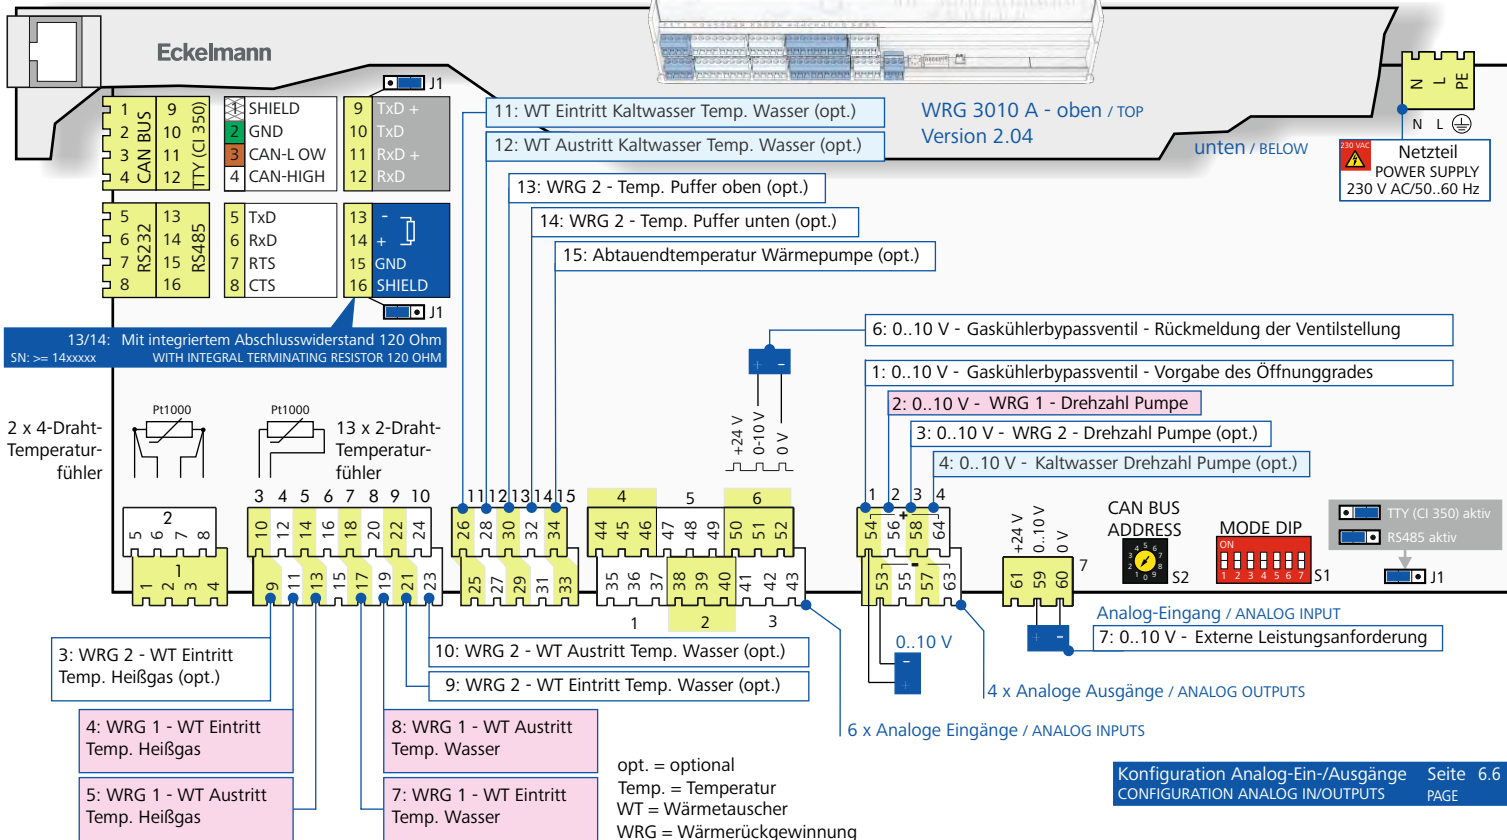 Eckelmann
WRG 3010 A - oben / TOP
Version 2.04
unten / BELOW
N L PE
N L
230 VAC
Netzteil
POWER SUPPLY
230 V AC/50..60 Hz
1 9
2 10
3 11
4 12
CAN BUS
TTY (CI 350)
SHIELD
2 GND
3 CAN-L OW
4 CAN-HIGH
J1
9 TxD +
10 TxD
11 RxD +
12 RxD
5 13
6 14
7 15
8 16
RS232
RS485
5 TxD
6 RxD
7 RTS
8 CTS
13 -
14 +
15 GND
16 SHIELD
J1
13/14: Mit integriertem Abschlusswiderstand 120 Ohm
SN: >= 14xxxxx WITH INTEGRAL TERMINATING RESISTOR 120 OHM
11: WT Eintritt Kaltwasser Temp. Wasser (opt.)
12: WT Austritt Kaltwasser Temp. Wasser (opt.)
13: WRG 2 - Temp. Puffer oben (opt.)
14: WRG 2 - Temp. Puffer unten (opt.)
15: Abtauendtemperatur Wärmepumpe (opt.)
6: 0..10 V - Gaskühlerbypassventil - Rückmeldung der Ventilstellung
1: 0..10 V - Gaskühlerbypassventil - Vorgabe des Öffnunggrades
2: 0..10 V - WRG 1 - Drehzahl Pumpe
3: 0..10 V - WRG 2 - Drehzahl Pumpe (opt.)
4: 0..10 V - Kaltwasser Drehzahl Pumpe (opt.)
+ -
+24 V
0-10 V
0 V
2 x 4-Draht-
Temperatur-
fühler
Pt1000
Pt1000
13 x 2-Draht-
Temperatur-
fühler
2
5 6 7 8
1
1 2 3 4
3 4 5 6 7 8 9 10
10 12 14 16 18 20 22 24
9 11 13 15 17 19 21 23
11 12 13 14 15
26 28 30 32 34
25 27 29 31 33
4 5 6
44 45 46 47 48 49 50 51 52
35 36 37 38 39 40 41 42 43
1 2 3
1 2 3 4
+
54 56 58 64
-
53 55 57 63
0..10 V
-
+
+24 V
0..10 V
0 V
61 59 60
7
+ -
CAN BUS
ADDRESS
0 1 2 3 4 5 6 7 8 9
S2
MODE DIP
ON
1 2 3 4 5 6 7
S1
TTY (CI 350) aktiv
RS485 aktiv
J1
Analog-Eingang / ANALOG INPUT
7: 0..10 V - Externe Leistungsanforderung
4 x Analoge Ausgänge / ANALOG OUTPUTS
6 x Analoge Eingänge / ANALOG INPUTS
3: WRG 2 - WT Eintritt
Temp. Heißgas (opt.)
10: WRG 2 - WT Austritt Temp. Wasser (opt.)
9: WRG 2 - WT Eintritt Temp. Wasser (opt.)
4: WRG 1 - WT Eintritt
Temp. Heißgas
8: WRG 1 - WT Austritt
Temp. Wasser
5: WRG 1 - WT Austritt
Temp. Heißgas
7: WRG 1 - WT Eintritt
Temp. Wasser
opt. = optional
Temp. = Temperatur
WT = Wärmetauscher
WRG = Wärmerückgewinnung
Konfiguration Analog-Ein-/Ausgänge Seite 6.6
CONFIGURATION ANALOG IN/OUTPUTS PAGE